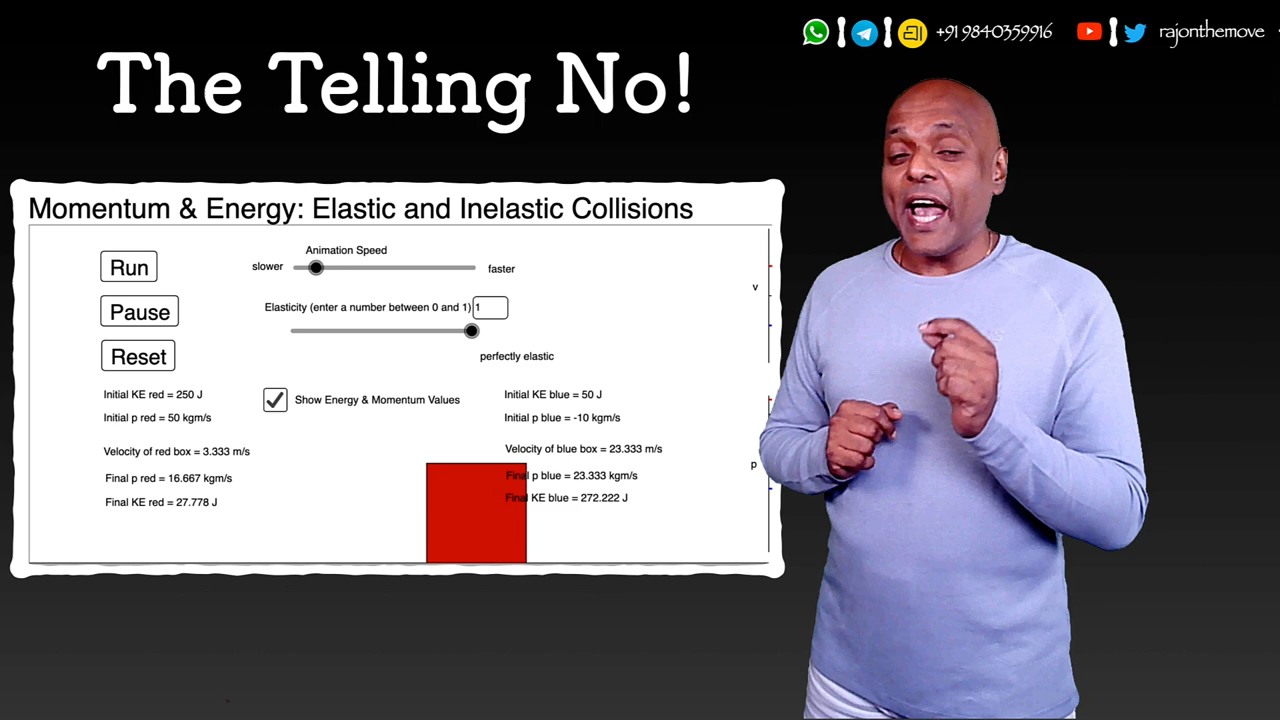 +91 9840359916 rajonthemove
The Telling No!
Momentum & Energy: Elastic and Inelastic Collisions
Run
Pause
Reset
Animation Speed
slower
faster
Elasticity (enter a number between 0 and 1) 1
perfectly elastic
v
Initial KE red = 250 J
Initial p red = 50 kgm/s
Velocity of red box = 3.333 m/s
Final p red = 16.667 kgm/s
Final KE red = 27.778 J
Show Energy & Momentum Values
Initial KE blue = 50 J
Initial p blue = -10 kgm/s
Velocity of blue box = 23.333 m/s
Final p blue = 23.333 kgm/s
Final KE blue = 272.222 J
p